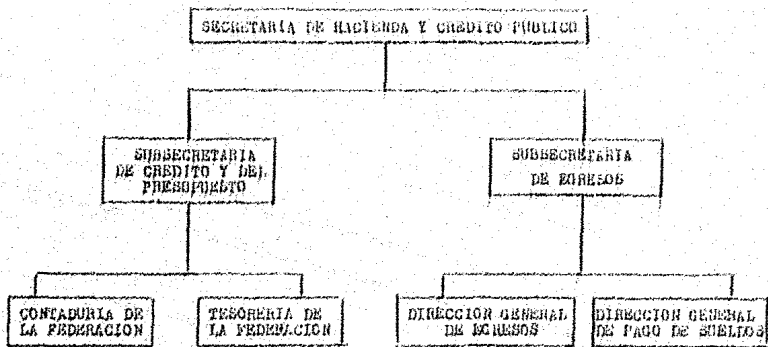 SECRETARIA DE HACIENDA Y CREDITO PUBLICO
SUBSECRETARIA
DE CREDITO Y DEL
PRESUPUESTO
SUBSECRETARIA
DE EGRESOS
CONTADURIA DE
LA FEDERACION
TESORERIA DE
LA FEDERACION
DIRECCION GENERAL
DE EGRESOS
DIRECCION GENERAL
DE PAGO DE SUELDOS